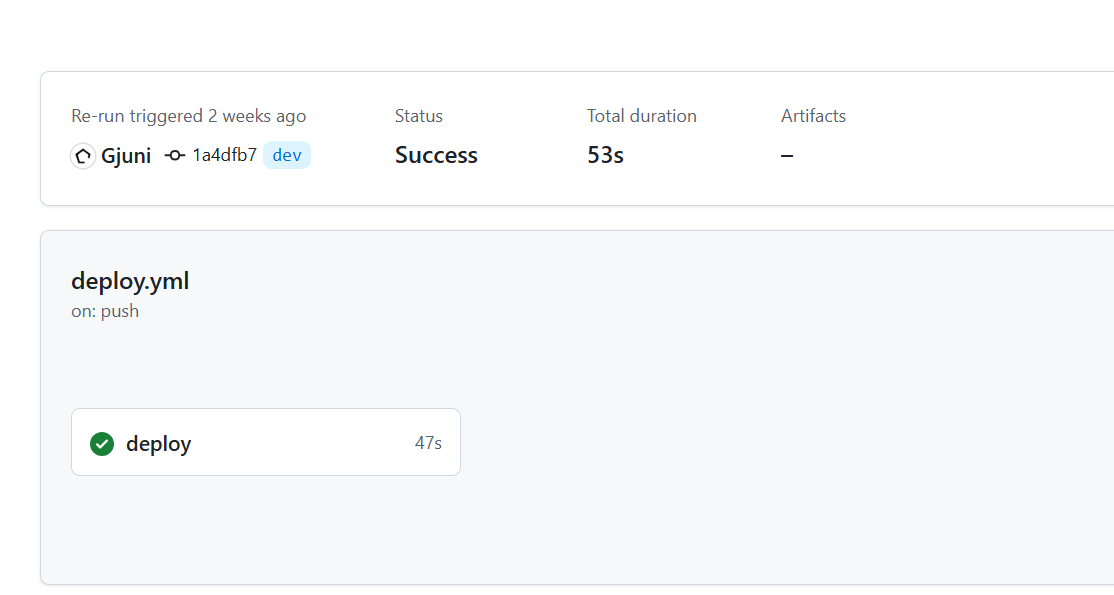 Re-run triggered 2 weeks ago
Gjuni 1a4dfb7 dev
Status
Success
Total duration
53s
Artifacts
–
deploy.yml
on: push
deploy 47s